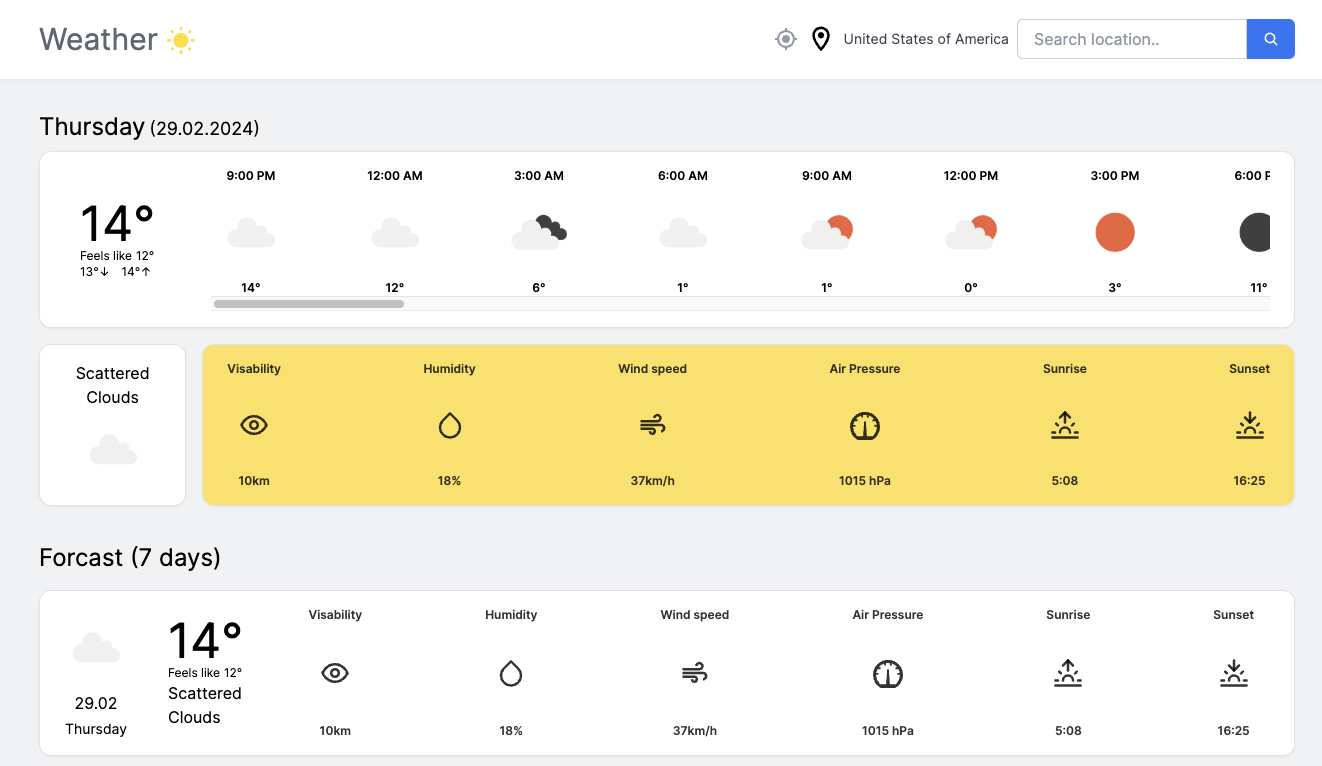 Weather
United States of America
Search location..
Thursday (29.02.2024)
9:00 PM 12:00 AM 3:00 AM 6:00 AM 9:00 AM 12:00 PM 3:00 PM 6:00 P
14°
Feels like 12°
13°↓ 14°↑
14° 12° 6° 1° 1° 0° 3° 11°
Scattered
Clouds
Visability Humidity Wind speed Air Pressure Sunrise Sunset
10km 18% 37km/h 1015 hPa 5:08 16:25
Forcast (7 days)
29.02
Thursday
14°
Feels like 12°
Scattered
Clouds
Visability Humidity Wind speed Air Pressure Sunrise Sunset
10km 18% 37km/h 1015 hPa 5:08 16:25